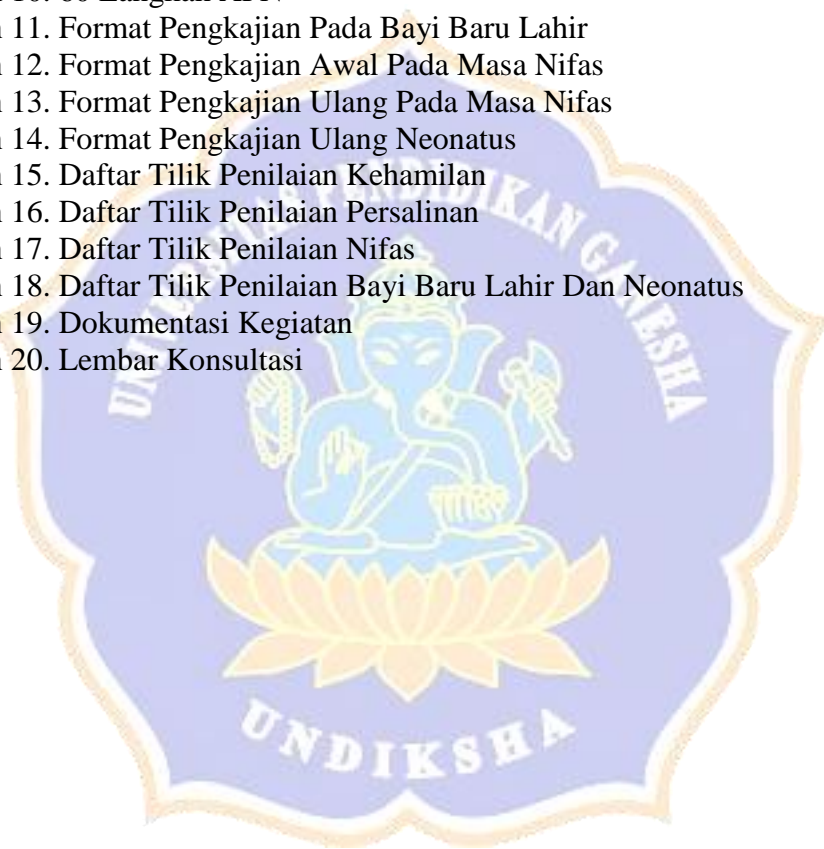 11. Format Pengkajian Pada Bayi Baru Lahir
12. Format Pengkajian Awal Pada Masa Nifas
13. Format Pengkajian Ulang Pada Masa Nifas
14. Format Pengkajian Ulang Neonatus
15. Daftar Tilik Penilaian Kehamilan
16. Daftar Tilik Penilaian Persalinan
17. Daftar Tilik Penilaian Nifas
18. Daftar Tilik Penilaian Bayi Baru Lahir Dan Neonatus
19. Dokumentasi Kegiatan
20. Lembar Konsultasi
UNIVERSITAS PENDIDIKAN GANESHA
UNDIKSHA